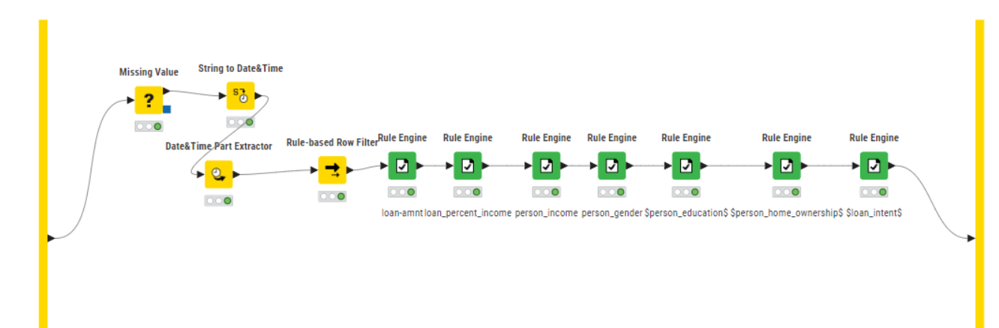 Missing Value
String to Date&Time
S
?
Date&Time Part Extractor
Rule-based Row Filter
Rule Engine
Rule Engine
Rule Engine
Rule Engine
Rule Engine
Rule Engine
Rule Engine
loan-amnt
loan_percent_income
person_income
person_gender
$person_education$
$person_home_ownership$
$loan_intent$